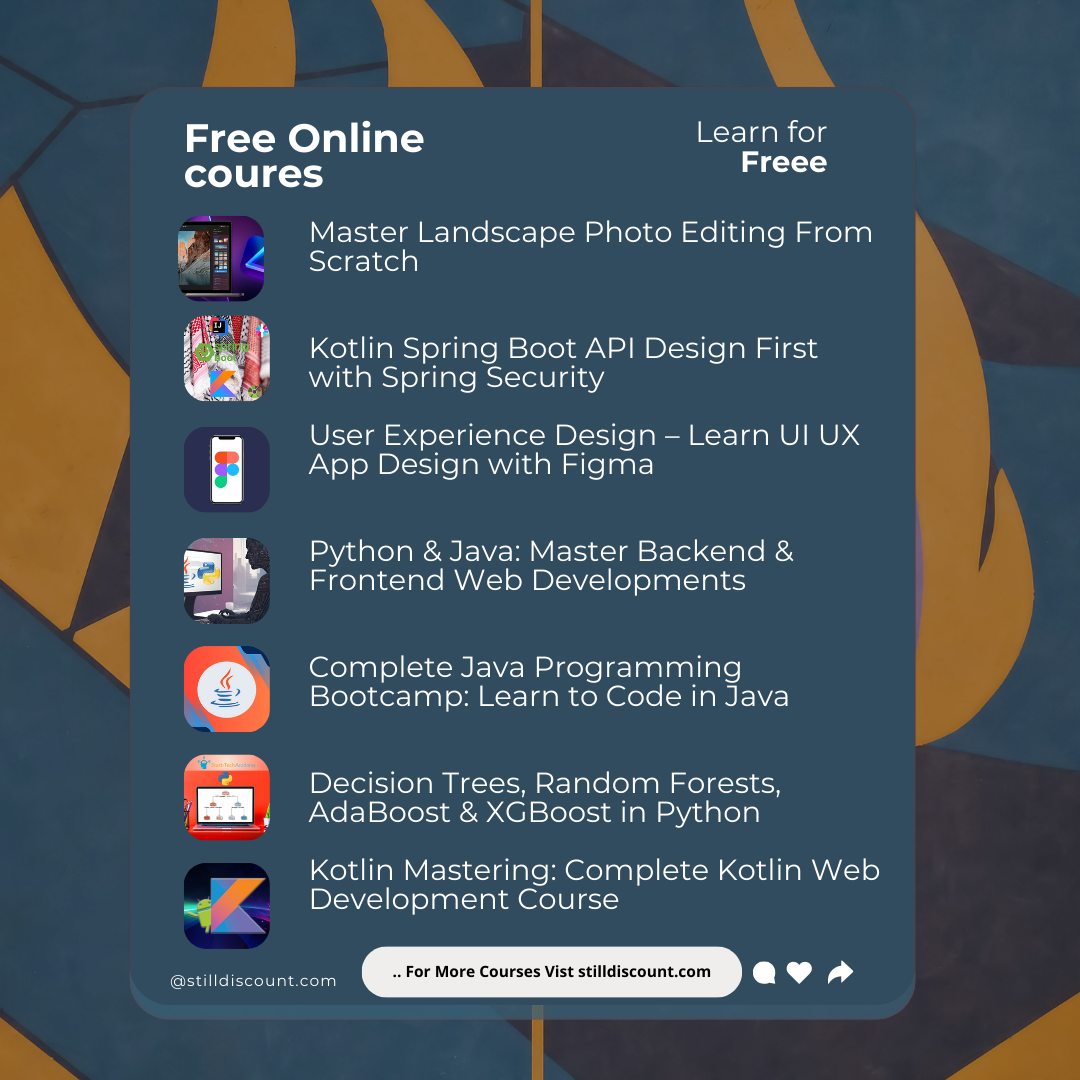 Free Online
coures
Learn for
Freee
Master Landscape Photo Editing From
Scratch
IJ
spring
Boot
Kotlin Spring Boot API Design First
with Spring Security
User Experience Design – Learn UI UX
App Design with Figma
Python & Java: Master Backend &
Frontend Web Developments
Complete Java Programming
Bootcamp: Learn to Code in Java
Decision Trees, Random Forests,
AdaBoost & XGBoost in Python
Kotlin Mastering: Complete Kotlin Web
Development Course
@stilldiscount.com
.. For More Courses Vist stilldiscount.com